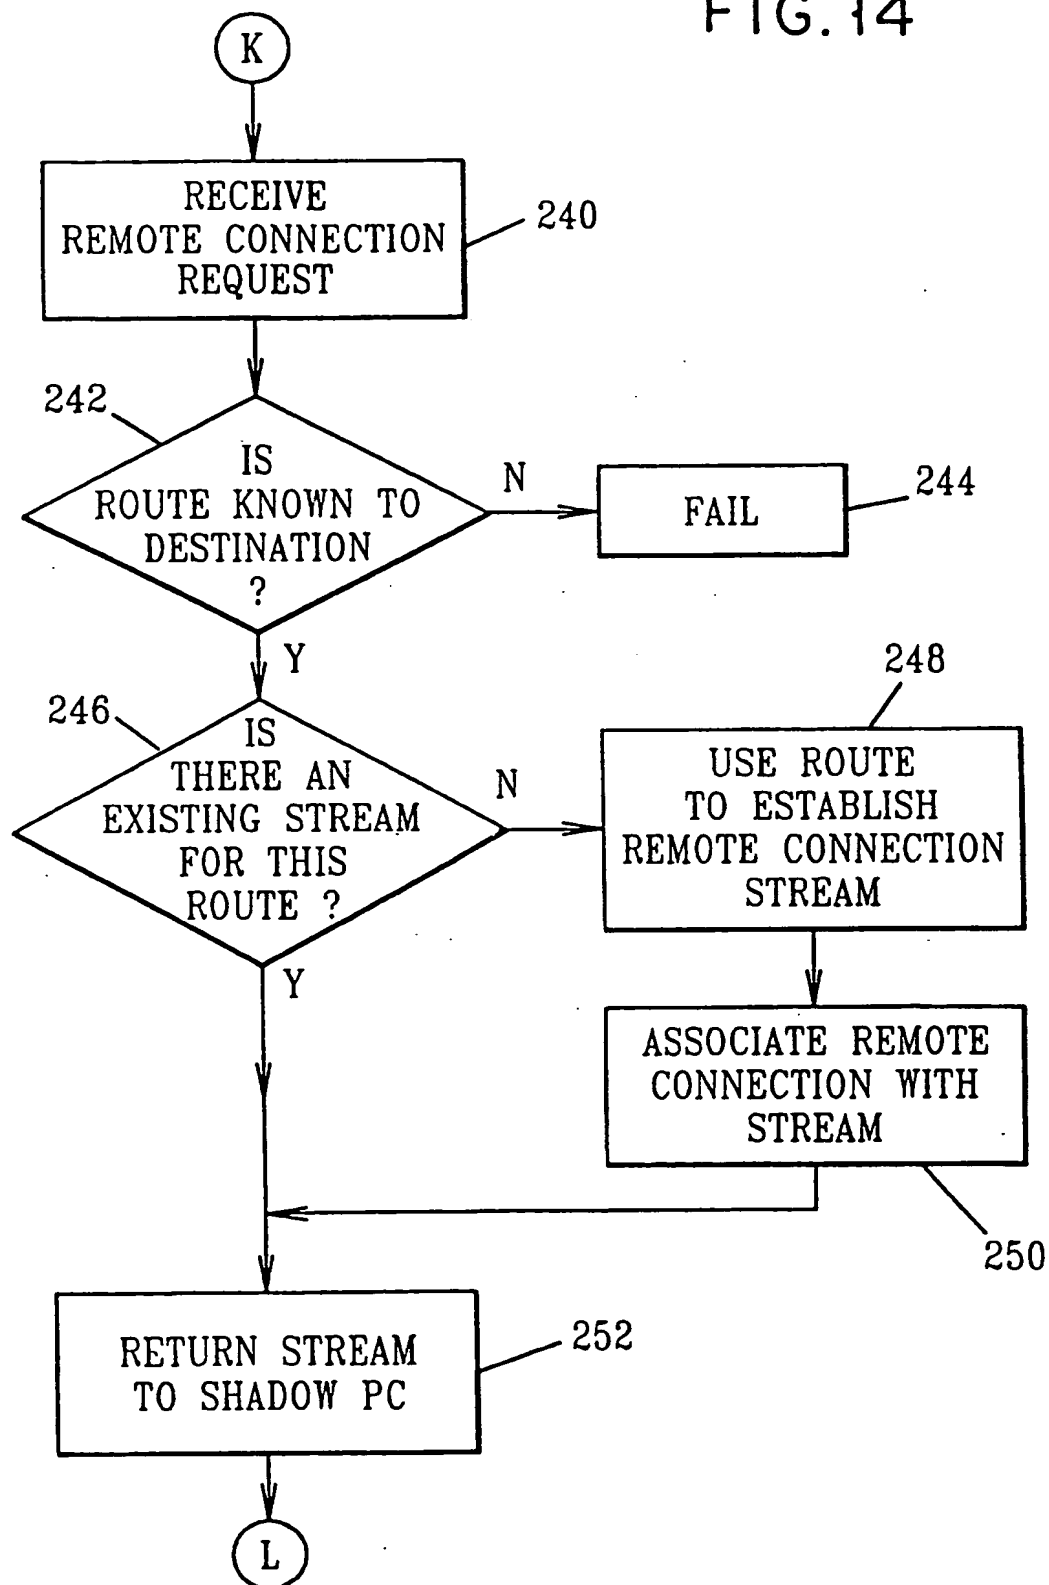 FIG. 14
K
RECEIVE
REMOTE CONNECTION
REQUEST
240
242
IS
ROUTE KNOWN TO
DESTINATION
?
N
FAIL
244
Y
246
IS
THERE AN
EXISTING STREAM
FOR THIS
ROUTE ?
N
248
USE ROUTE
TO ESTABLISH
REMOTE CONNECTION
STREAM
Y
ASSOCIATE REMOTE
CONNECTION WITH
STREAM
250
RETURN STREAM
TO SHADOW PC
252
L